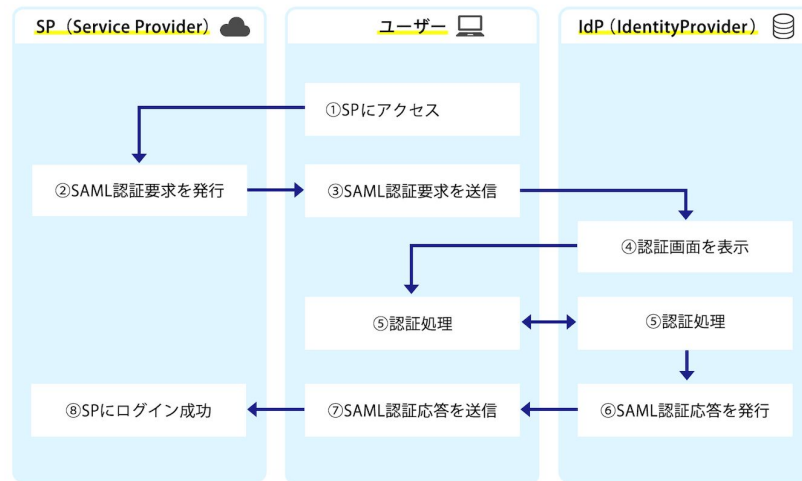 SP（Service Provider）
ユーザー
IdP（IdentityProvider）
①SPにアクセス
②SAML認証要求を発行
③SAML認証要求を送信
④認証画面を表示
⑤認証処理
⑤認証処理
⑥SAML認証応答を発行
⑦SAML認証応答を送信
⑧SPにログイン成功